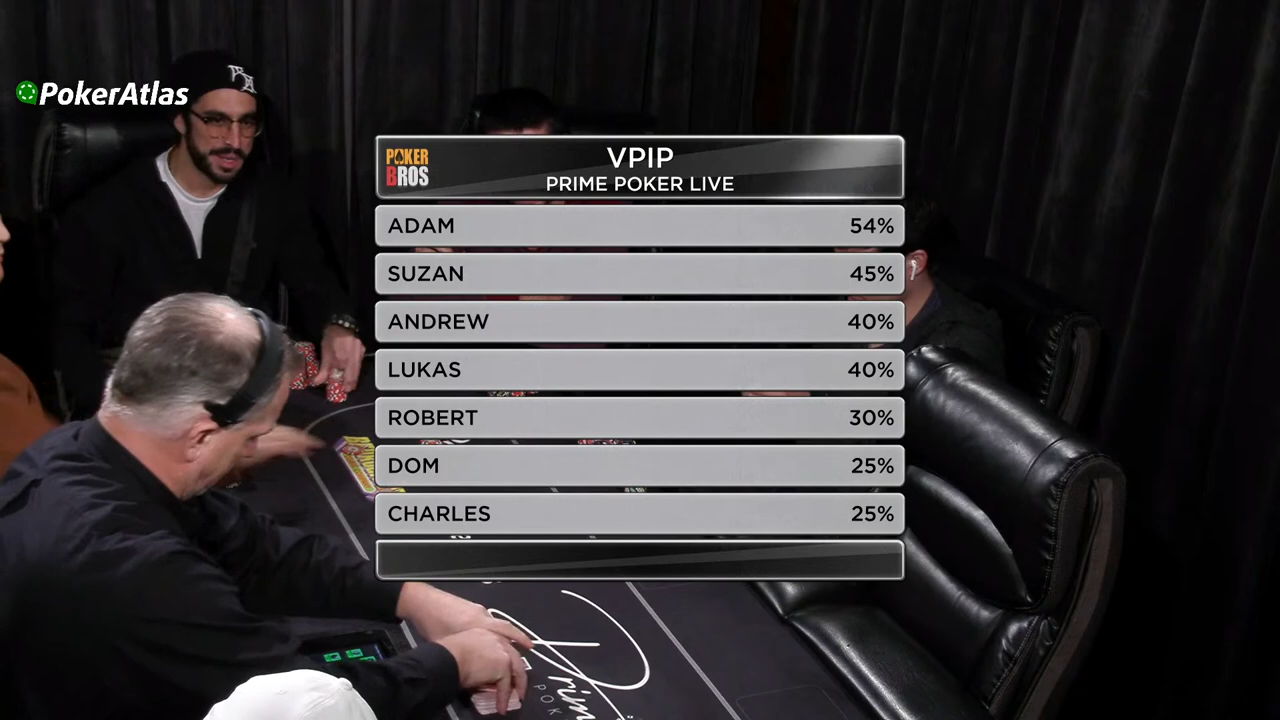 PokerAtlas
POKER
BROS
VPIP
PRIME POKER LIVE
ADAM 54%
SUZAN 45%
ANDREW 40%
LUKAS 40%
ROBERT 30%
DOM 25%
CHARLES 25%